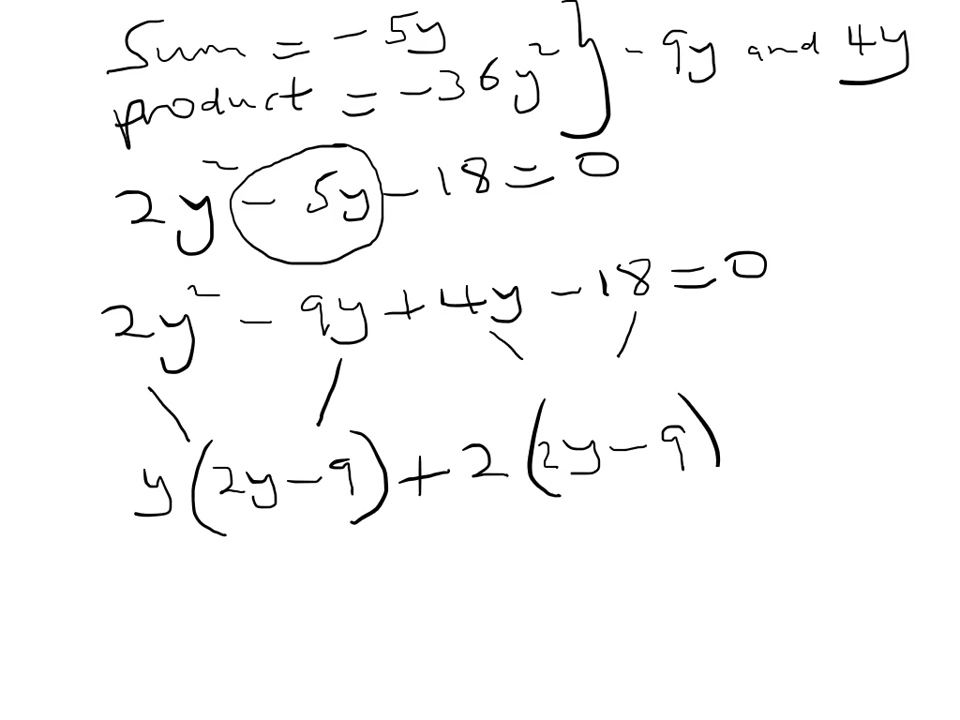 Sum = - 5y } - 9y and 4y
product = - 36y²
2y² - 5y - 18 = 0
2y² - 9y + 4y - 18 = 0
y(2y - 9) + 2(2y - 9)